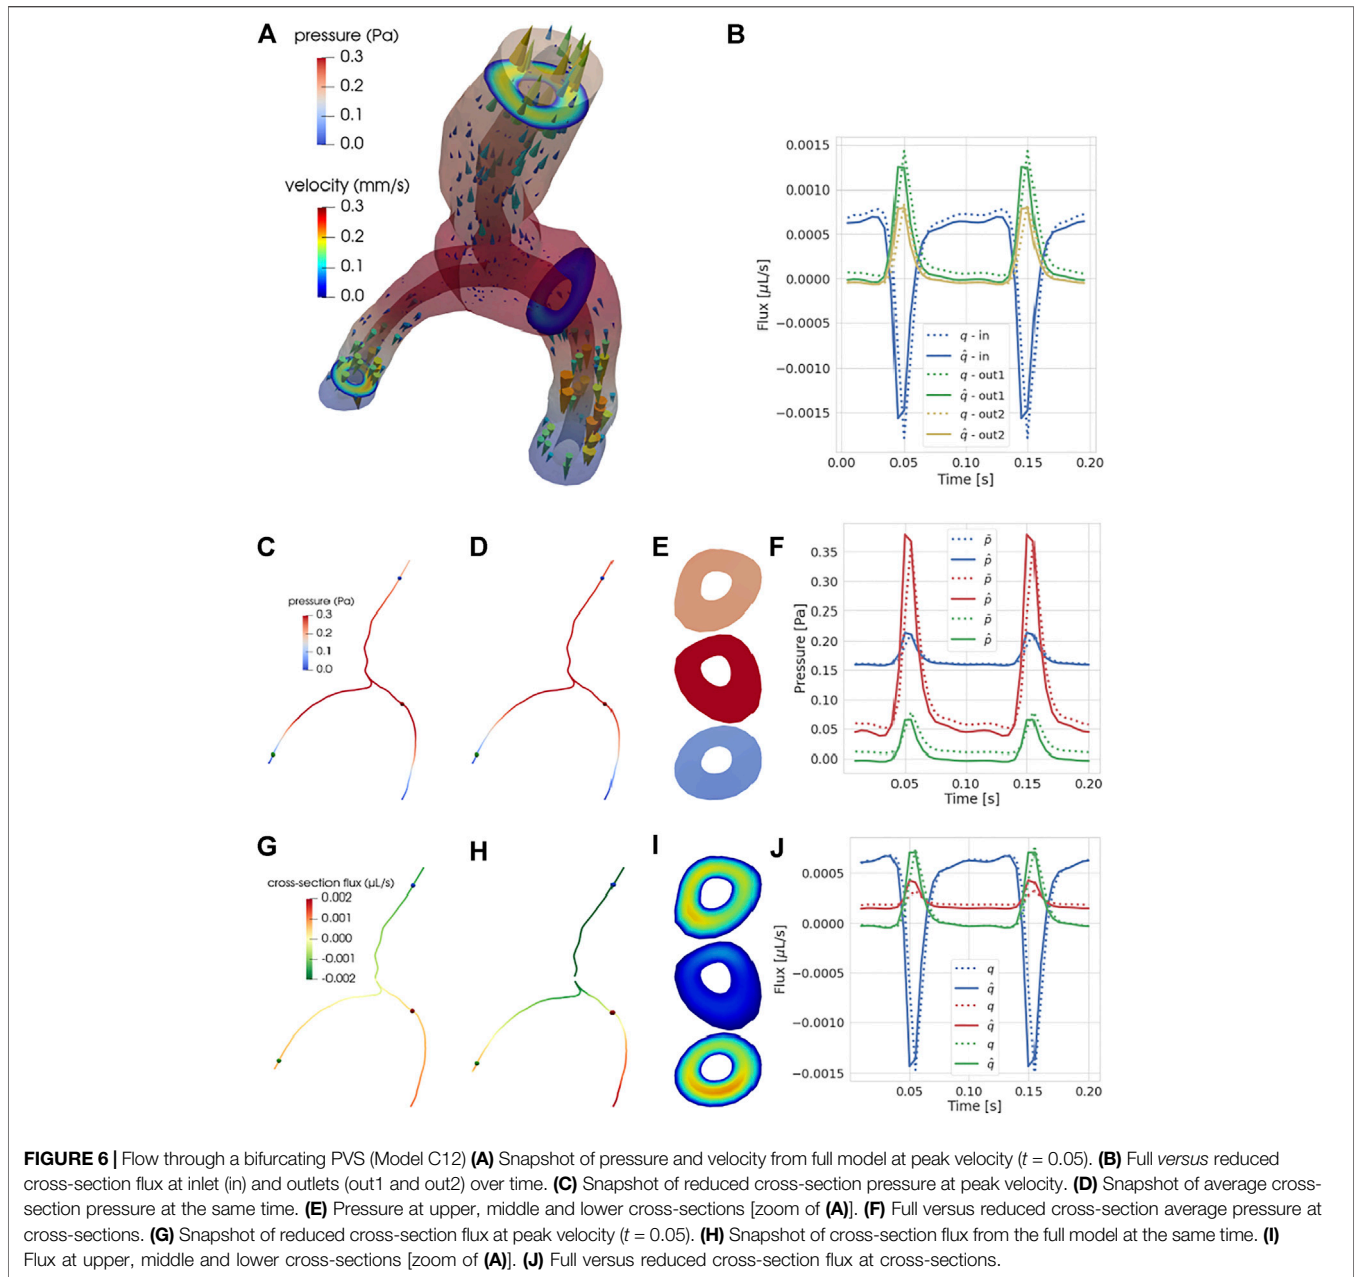 A
pressure (Pa)
0.3
0.2
0.1
0.0
velocity (mm/s)
0.3
0.2
0.1
0.0
B
0.0015
0.0010
0.0005
0.0000
−0.0005
−0.0010
−0.0015
Flux [μL/s]
q - in
q̂ - in
q - out1
q̂ - out1
q - out2
q̂ - out2
0.00 0.05 0.10 0.15 0.20
Time [s]
C
pressure (Pa)
0.3
0.2
0.1
0.0
D
E
F
0.35
0.30
0.25
0.20
0.15
0.10
0.05
0.00
Pressure [Pa]
p̄
p̂
p̄
p̂
p̄
p̂
0.05 0.10 0.15 0.20
Time [s]
G
cross-section flux (μL/s)
0.002
0.001
0.000
-0.001
-0.002
H
I
J
0.0005
0.0000
−0.0005
−0.0010
−0.0015
Flux [μL/s]
q
q̂
q
q̂
q
q̂
0.05 0.10 0.15 0.20
Time [s]
FIGURE 6 | Flow through a bifurcating PVS (Model C12) (A) Snapshot of pressure and velocity from full model at peak velocity (t = 0.05). (B) Full versus reduced
cross-section flux at inlet (in) and outlets (out1 and out2) over time. (C) Snapshot of reduced cross-section pressure at peak velocity. (D) Snapshot of average cross-
section pressure at the same time. (E) Pressure at upper, middle and lower cross-sections [zoom of (A)]. (F) Full versus reduced cross-section average pressure at
cross-sections. (G) Snapshot of reduced cross-section flux at peak velocity (t = 0.05). (H) Snapshot of cross-section flux from the full model at the same time. (I)
Flux at upper, middle and lower cross-sections [zoom of (A)]. (J) Full versus reduced cross-section flux at cross-sections.